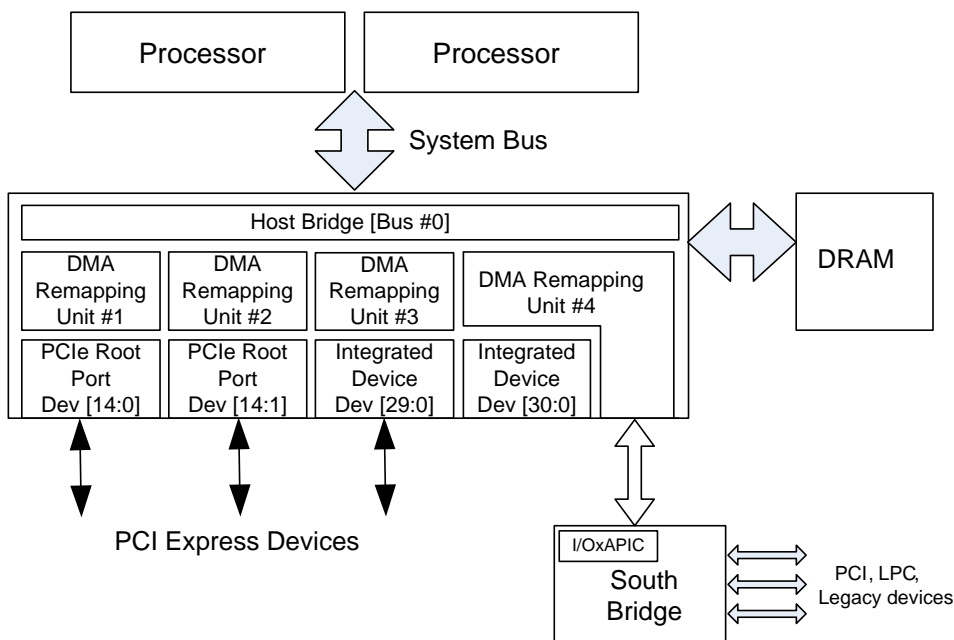 Processor
Processor
System Bus
Host Bridge [Bus #0]
DMA
Remapping
Unit #1
DMA
Remapping
Unit #2
DMA
Remapping
Unit #3
DMA Remapping
Unit #4
DRAM
PCIe Root
Port
Dev [14:0]
PCIe Root
Port
Dev [14:1]
Integrated
Device
Dev [29:0]
Integrated
Device
Dev [30:0]
PCI Express Devices
I/OxAPIC
South
Bridge
PCI, LPC,
Legacy devices